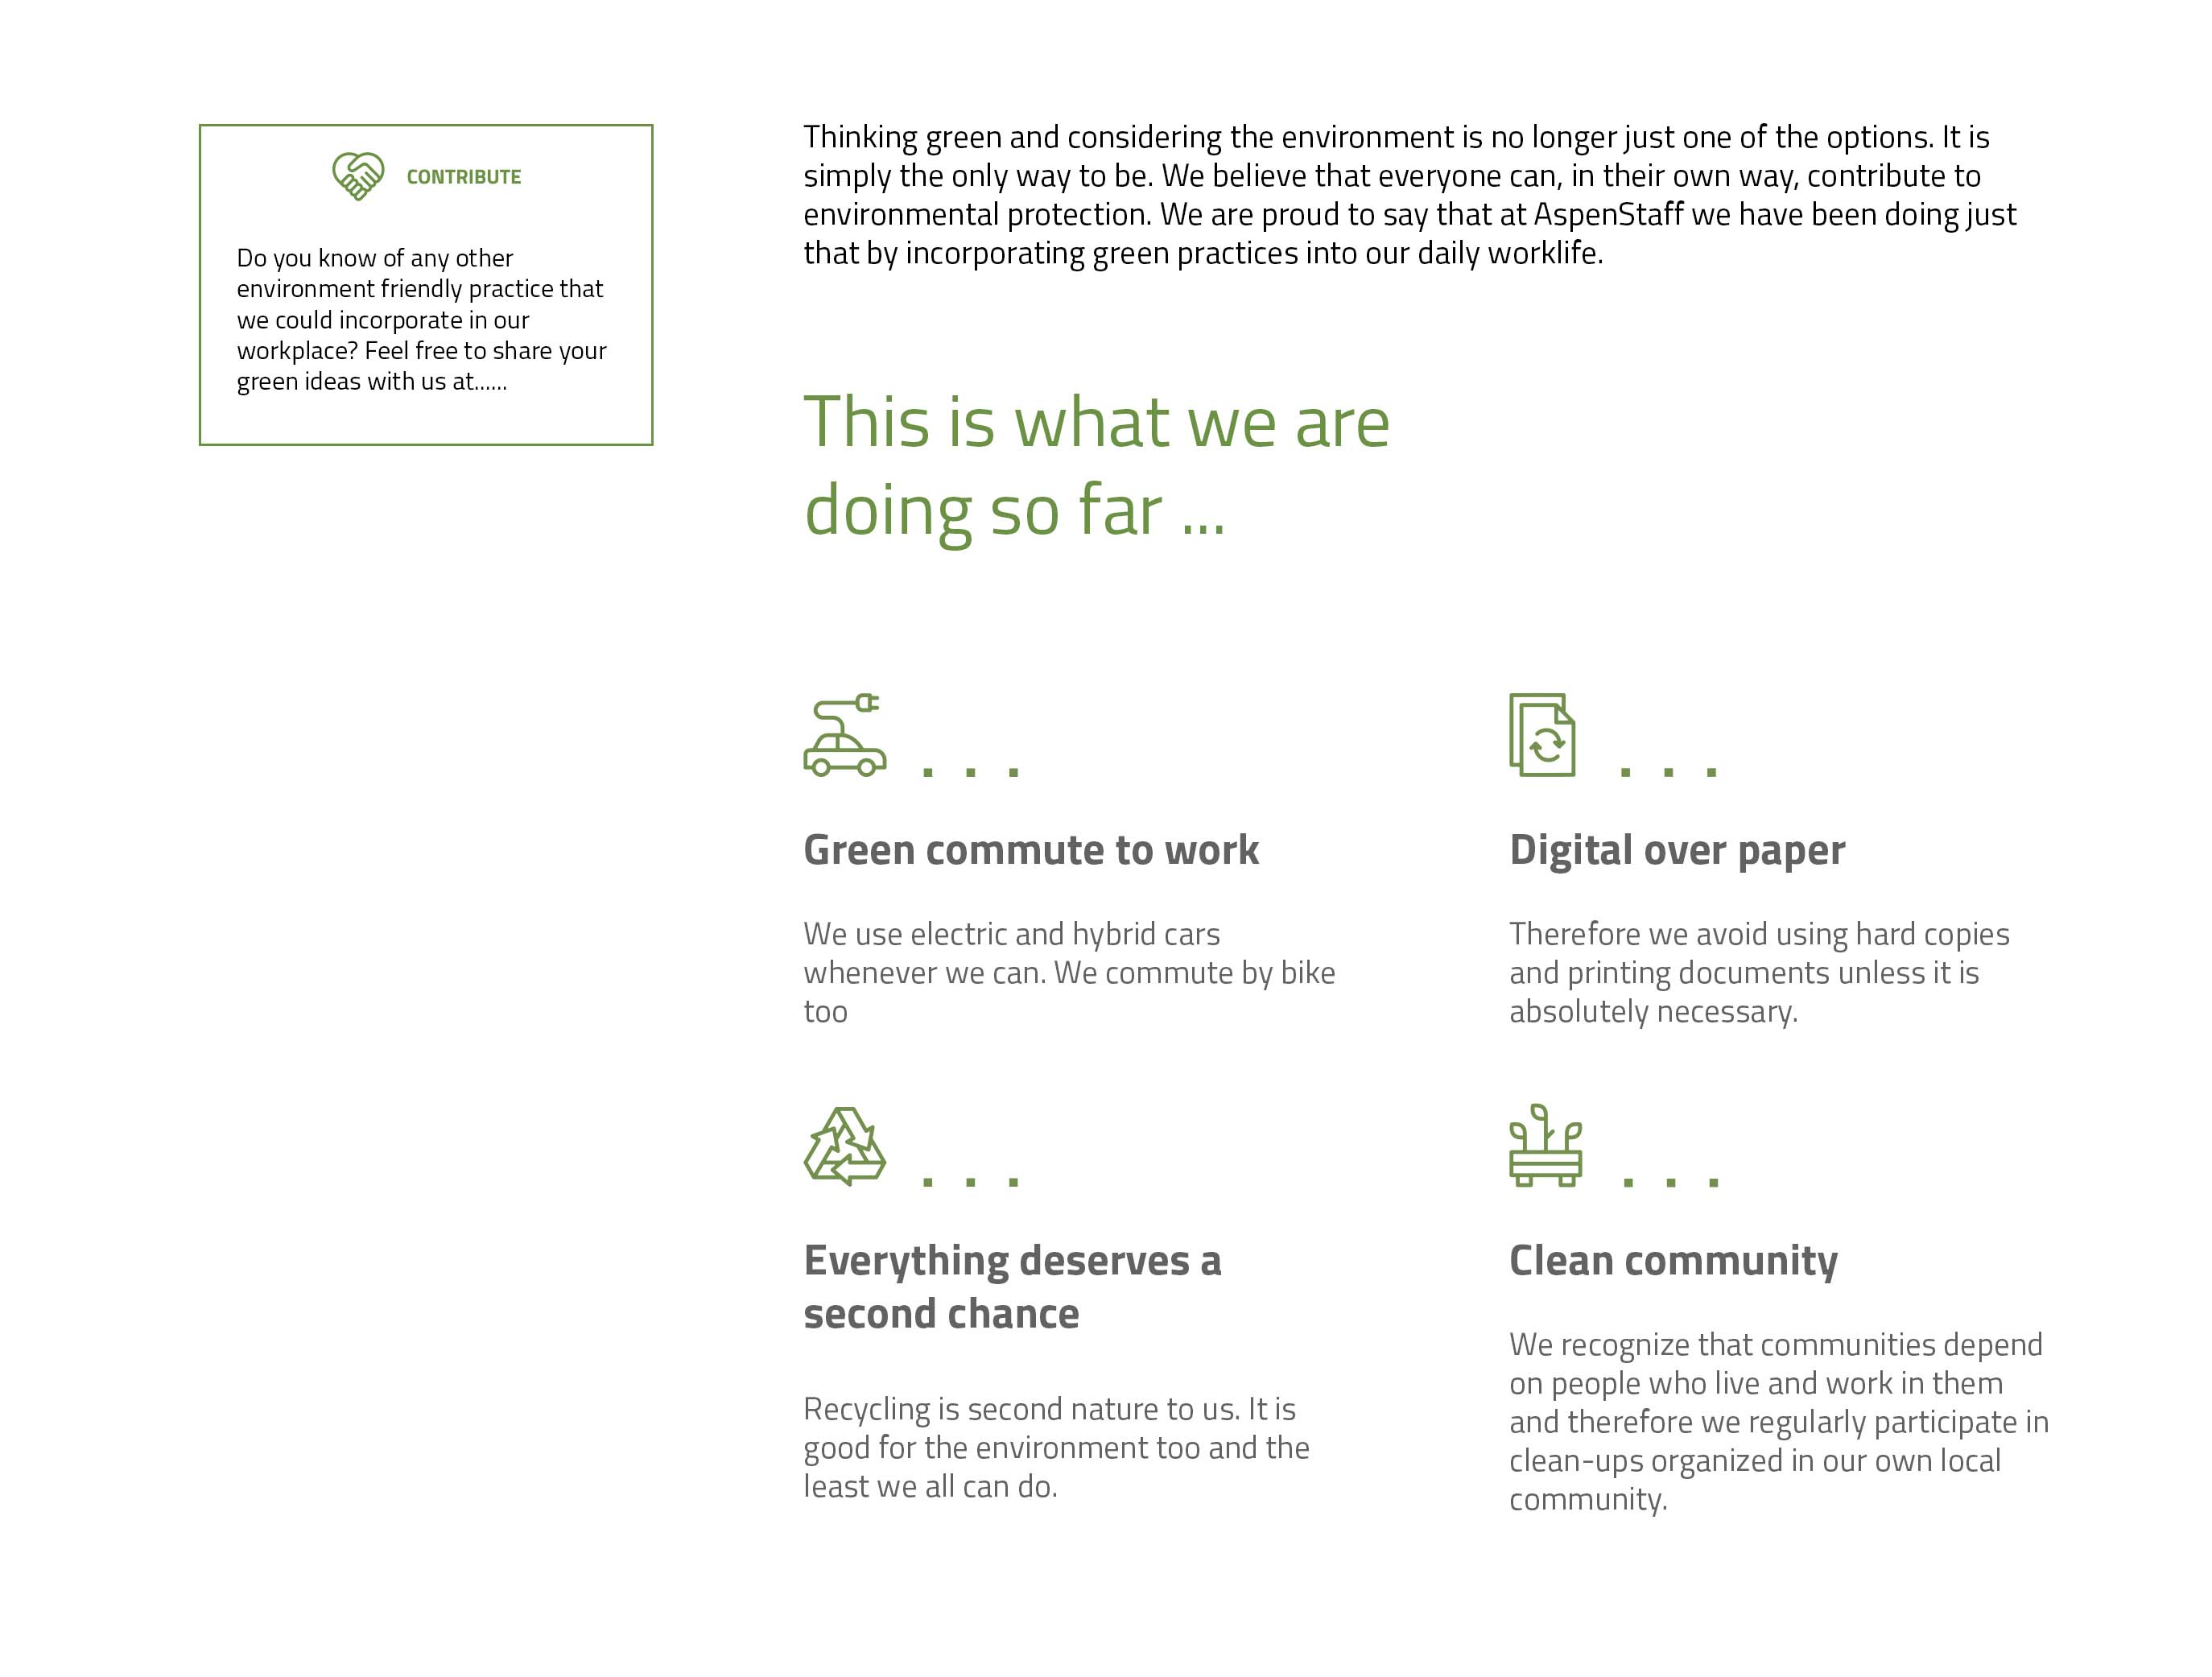 CONTRIBUTE
Do you know of any other
environment friendly practice that
we could incorporate in our
workplace? Feel free to share your
green ideas with us at......
Thinking green and considering the environment is no longer just one of the options. It is
simply the only way to be. We believe that everyone can, in their own way, contribute to
environmental protection. We are proud to say that at AspenStaff we have been doing just
that by incorporating green practices into our daily worklife.
This is what we are
doing so far ...
. . .
Green commute to work
We use electric and hybrid cars
whenever we can. We commute by bike
too
. . .
Digital over paper
Therefore we avoid using hard copies
and printing documents unless it is
absolutely necessary.
. . .
Everything deserves a
second chance
Recycling is second nature to us. It is
good for the environment too and the
least we all can do.
. . .
Clean community
We recognize that communities depend
on people who live and work in them
and therefore we regularly participate in
clean-ups organized in our own local
community.